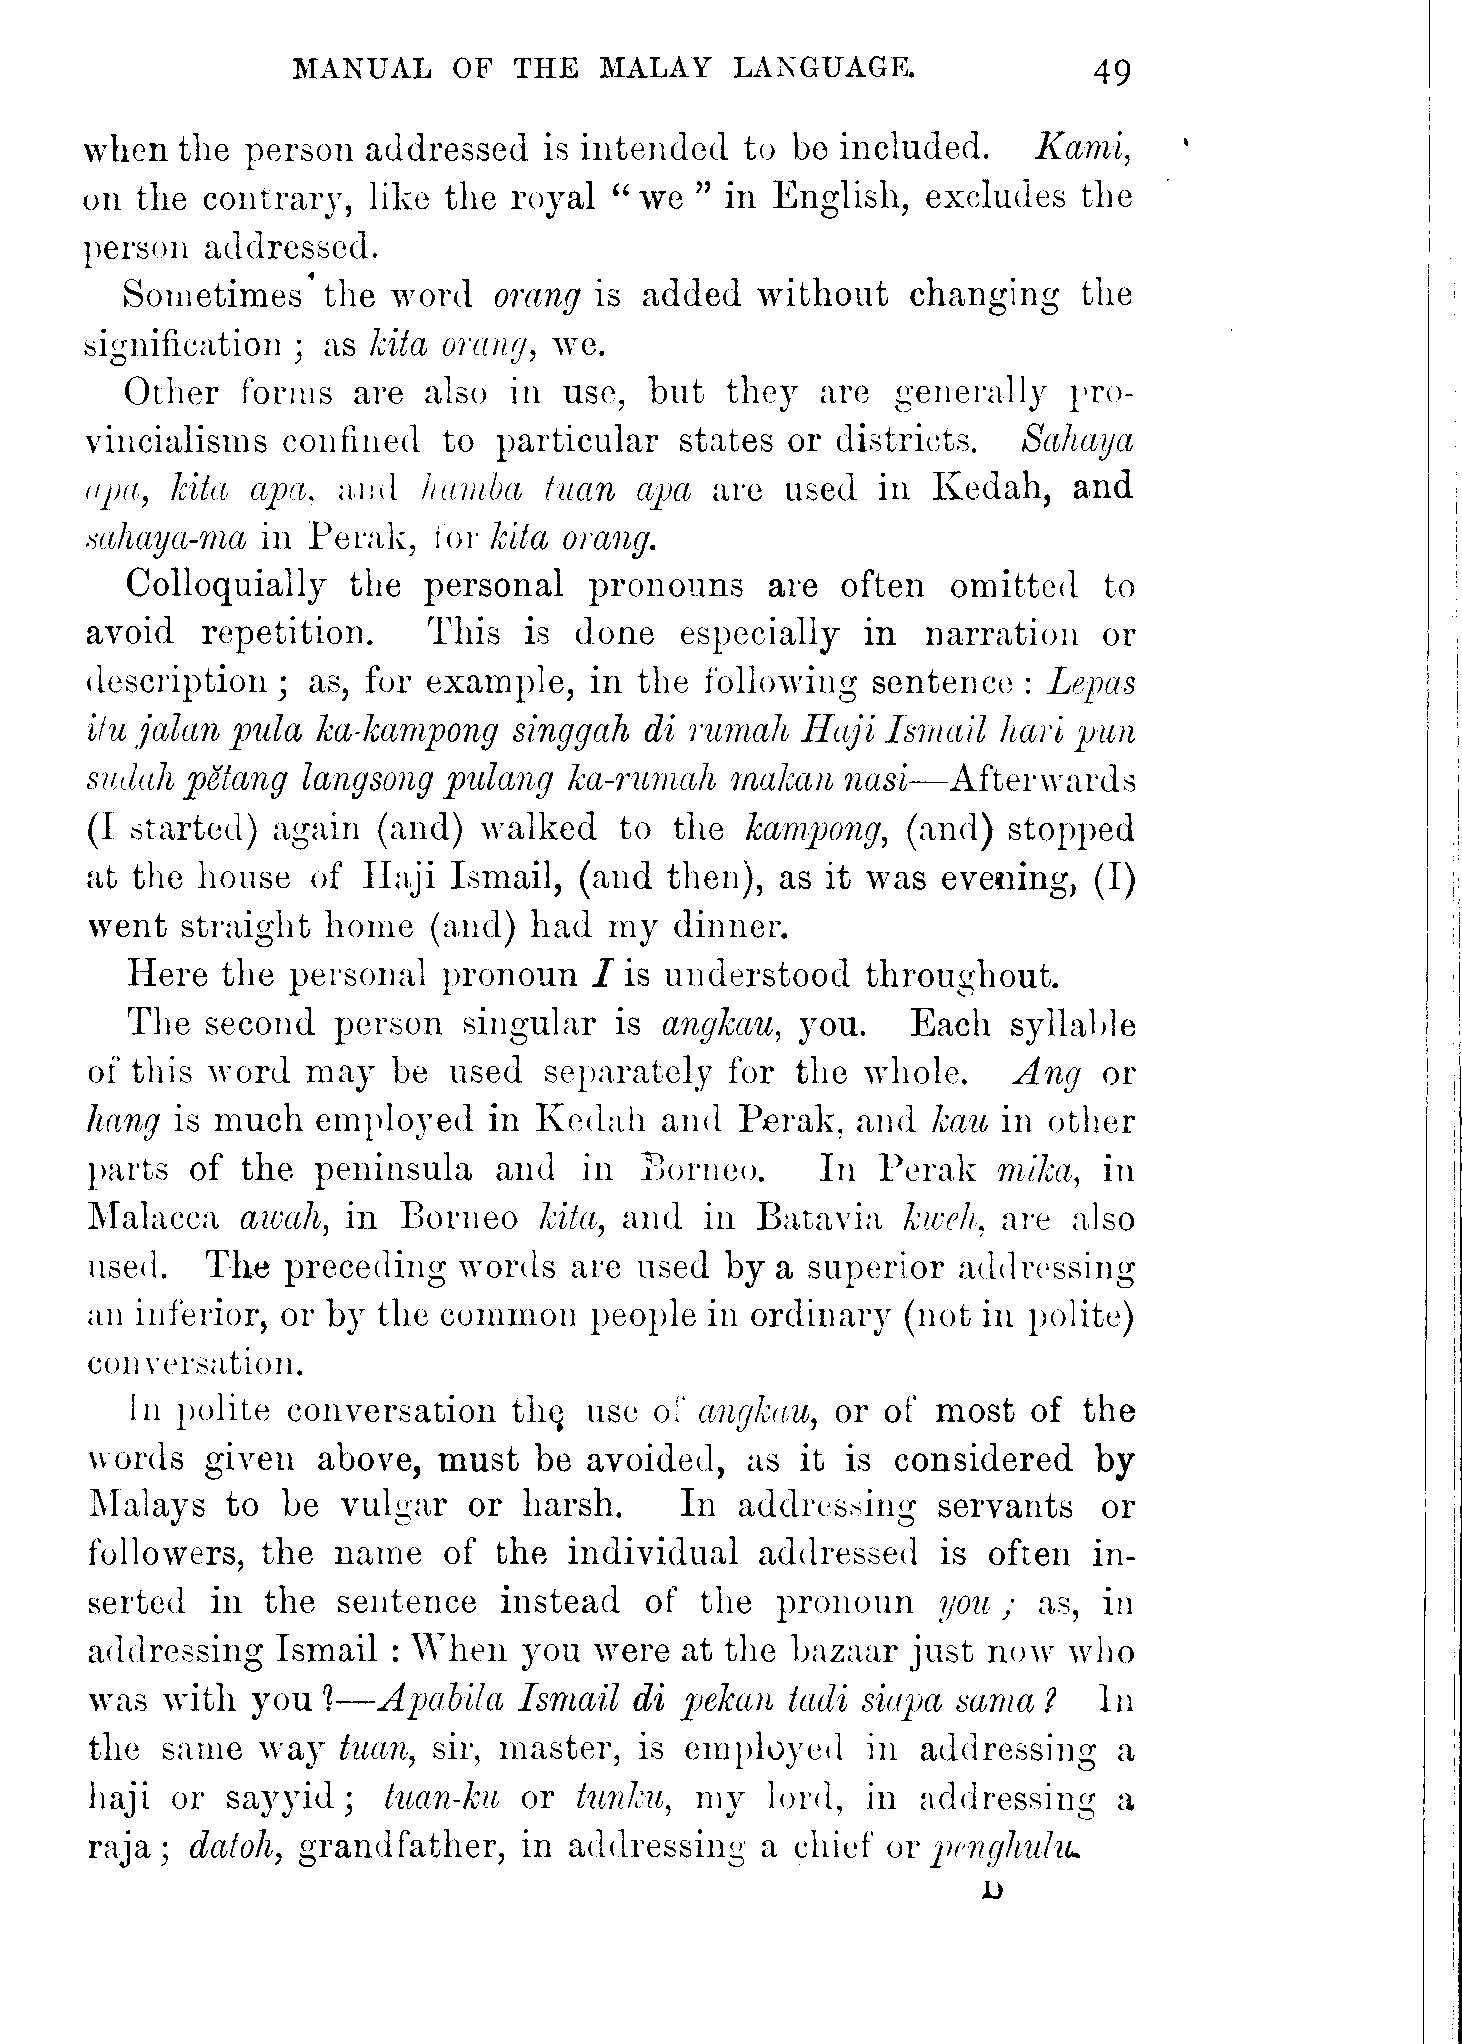 MANUAL OF THE MALAY LANGUAGE. 49
when the person addressed is intended to be included. Kami,
on the contrary, like the royal “ we ” in English, excludes the
person addressed.
Sometimes the word orang is added without changing the
signification ; as kita orang, we.
Other forms are also in use, but they are generally pro-
vincialisms confined to particular states or districts. Sahaya
apa, kita apa, and hamba tuan apa are used in Kedah, and
sahaya-ma in Perak, for kita orang.
Colloquially the personal pronouns are often omitted to
avoid repetition. This is done especially in narration or
description ; as, for example, in the following sentence : Lepas
itu jalan pula ka-kampong singgah di rumah Haji Ismail hari pun
sudah pĕtang langsong pulang ka-rumah makan nasi—Afterwards
(I started) again (and) walked to the kampong, (and) stopped
at the house of Haji Ismail, (and then), as it was evening, (I)
went straight home (and) had my dinner.
Here the personal pronoun I is understood throughout.
The second person singular is angkau, you. Each syllable
of this word may be used separately for the whole. Ang or
hang is much employed in Kedah and Perak, and kau in other
parts of the peninsula and in Borneo. In Perak mika, in
Malacca awah, in Borneo kita, and in Batavia kweh, are also
used. The preceding words are used by a superior addressing
an inferior, or by the common people in ordinary (not in polite)
conversation.
In polite conversation the use of angkau, or of most of the
words given above, must be avoided, as it is considered by
Malays to be vulgar or harsh. In addressing servants or
followers, the name of the individual addressed is often in-
serted in the sentence instead of the pronoun you ; as, in
addressing Ismail : When you were at the bazaar just now who
was with you ?—Apabila Ismail di pekan tadi siapa sama ? In
the same way tuan, sir, master, is employed in addressing a
haji or sayyid ; tuan-ku or tunku, my lord, in addressing a
raja ; datoh, grandfather, in addressing a chief or penghulu.
D